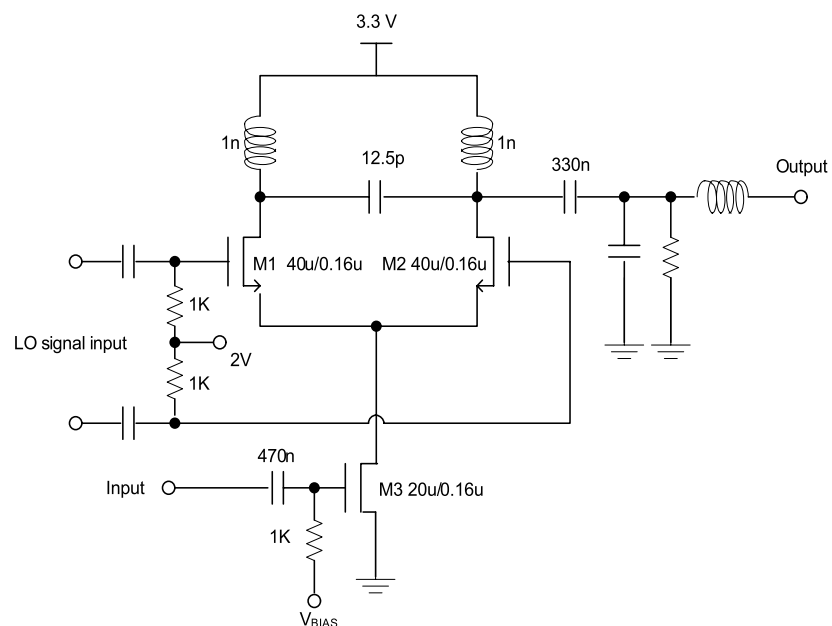 3.3 V
1n
1n
12.5p
330n
Output
M1 40u/0.16u
M2 40u/0.16u
1K
LO signal input
2V
1K
470n
Input
M3 20u/0.16u
1K
VBIAS